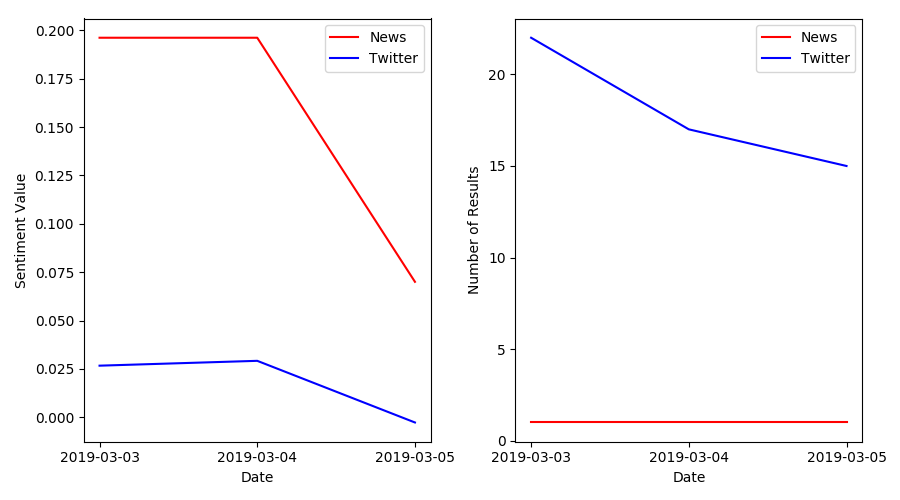 0.200
0.175
0.150
0.125
0.100
0.075
0.050
0.025
0.000
Sentiment Value
2019-03-03 2019-03-04 2019-03-05
Date
News
Twitter
20
15
10
5
0
Number of Results
2019-03-03 2019-03-04 2019-03-05
Date
News
Twitter